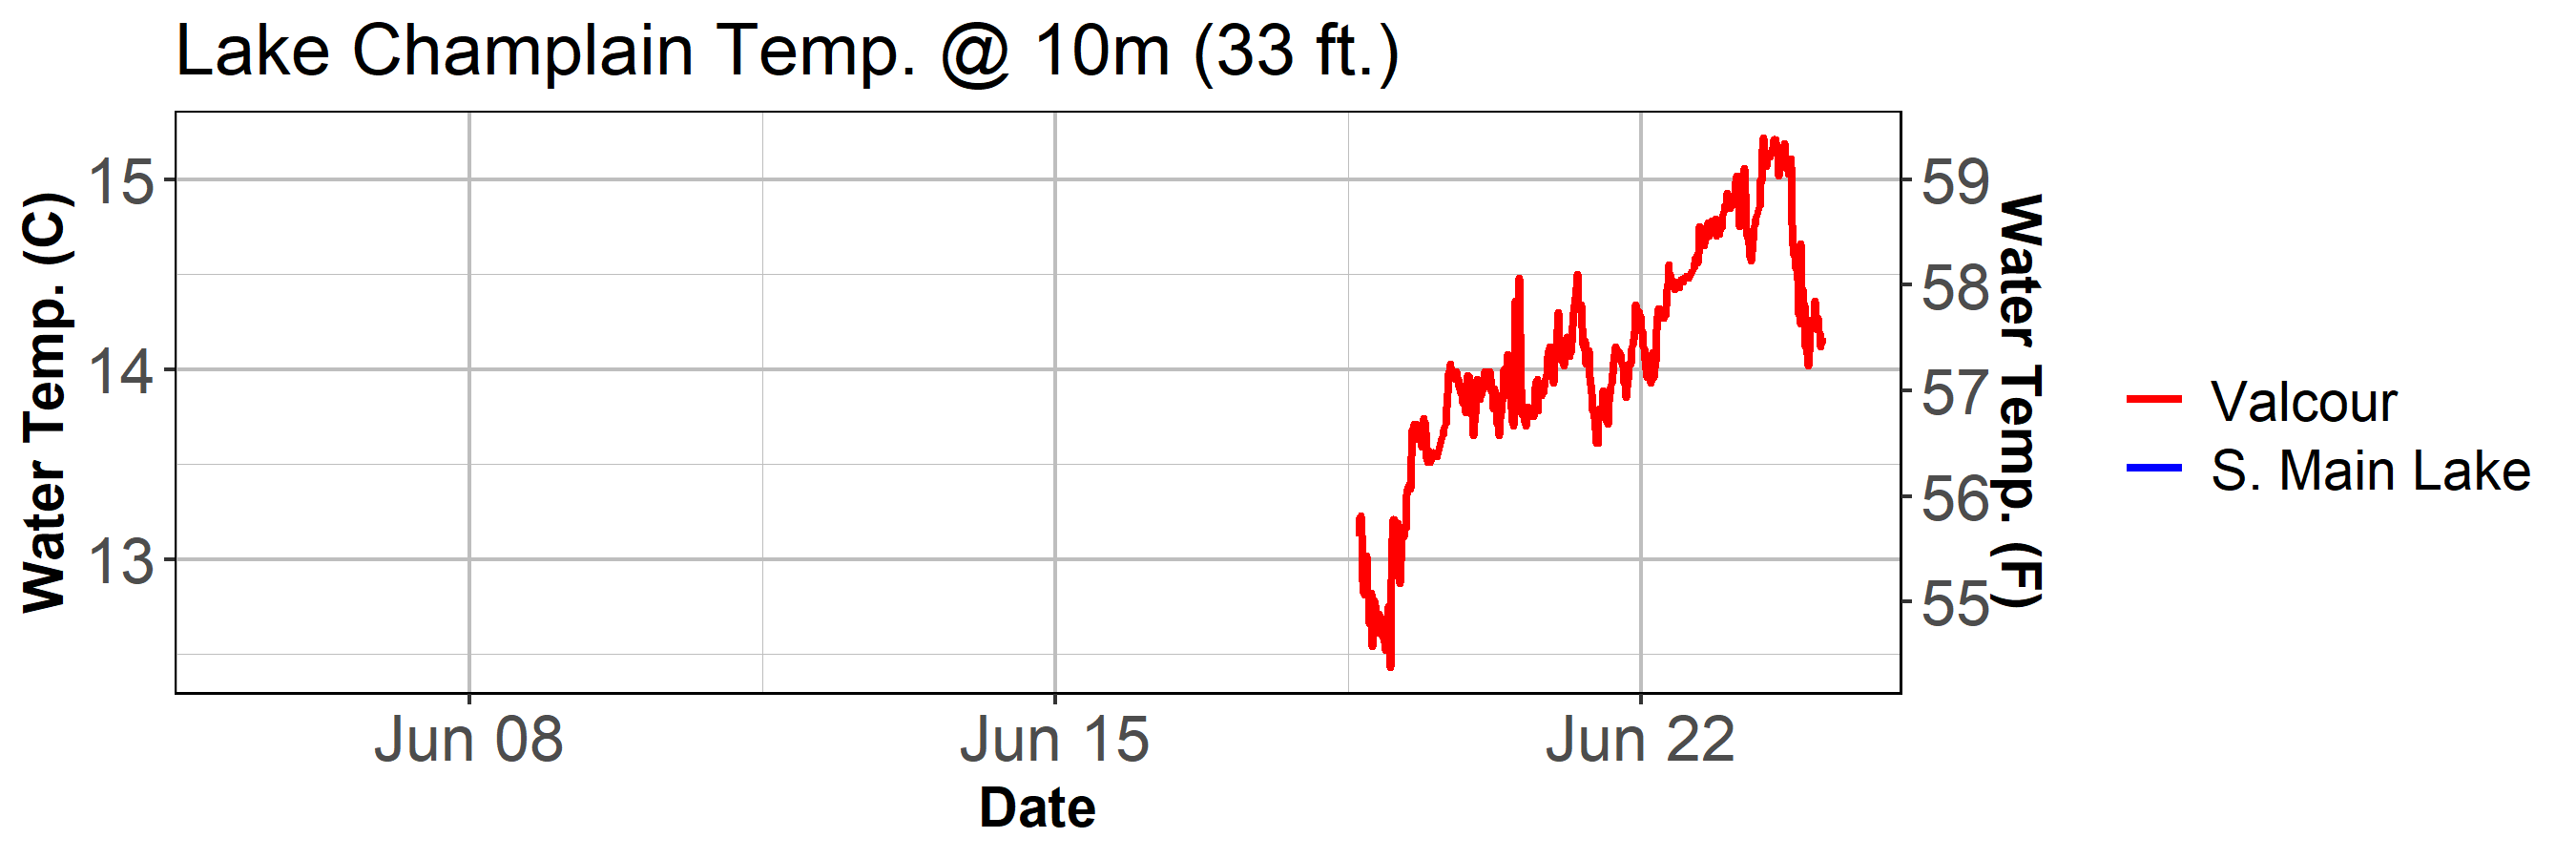 Lake Champlain Temp. @ 10m (33 ft.)
Water Temp. (C)
15
14
13
59
58
57
56
55
Water Temp. (F)
Jun 08
Jun 15
Jun 22
Date
Valcour
S. Main Lake